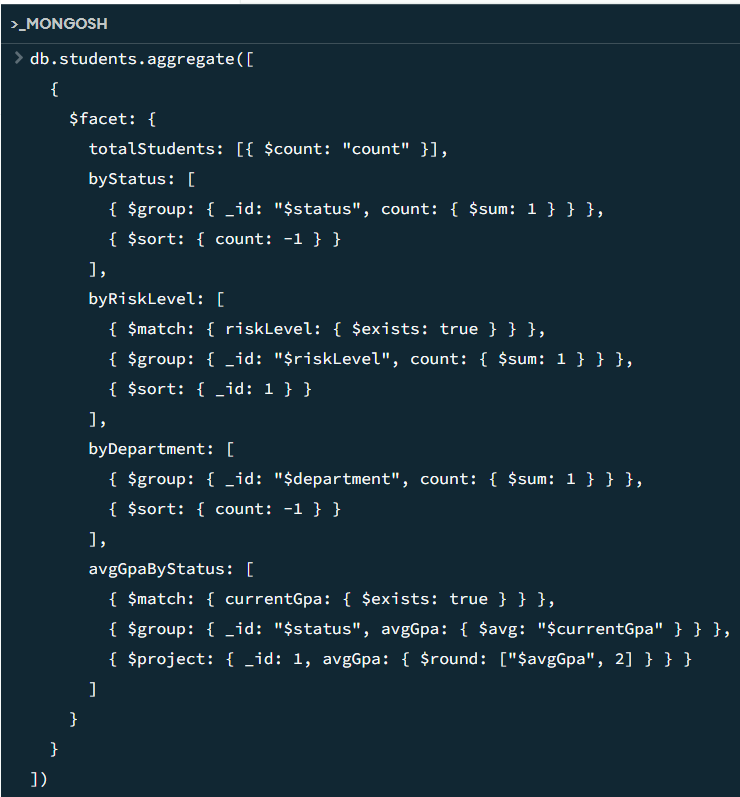 >_MONGOSH
> db.students.aggregate([
{
$facet: {
totalStudents: [{ $count: "count" }],
byStatus: [
{ $group: { _id: "$status", count: { $sum: 1 } } },
{ $sort: { count: -1 } }
],
byRiskLevel: [
{ $match: { riskLevel: { $exists: true } } },
{ $group: { _id: "$riskLevel", count: { $sum: 1 } } },
{ $sort: { _id: 1 } }
],
byDepartment: [
{ $group: { _id: "$department", count: { $sum: 1 } } },
{ $sort: { count: -1 } }
],
avgGpaByStatus: [
{ $match: { currentGpa: { $exists: true } } },
{ $group: { _id: "$status", avgGpa: { $avg: "$currentGpa" } } },
{ $project: { _id: 1, avgGpa: { $round: ["$avgGpa", 2] } } }
]
}
}
])